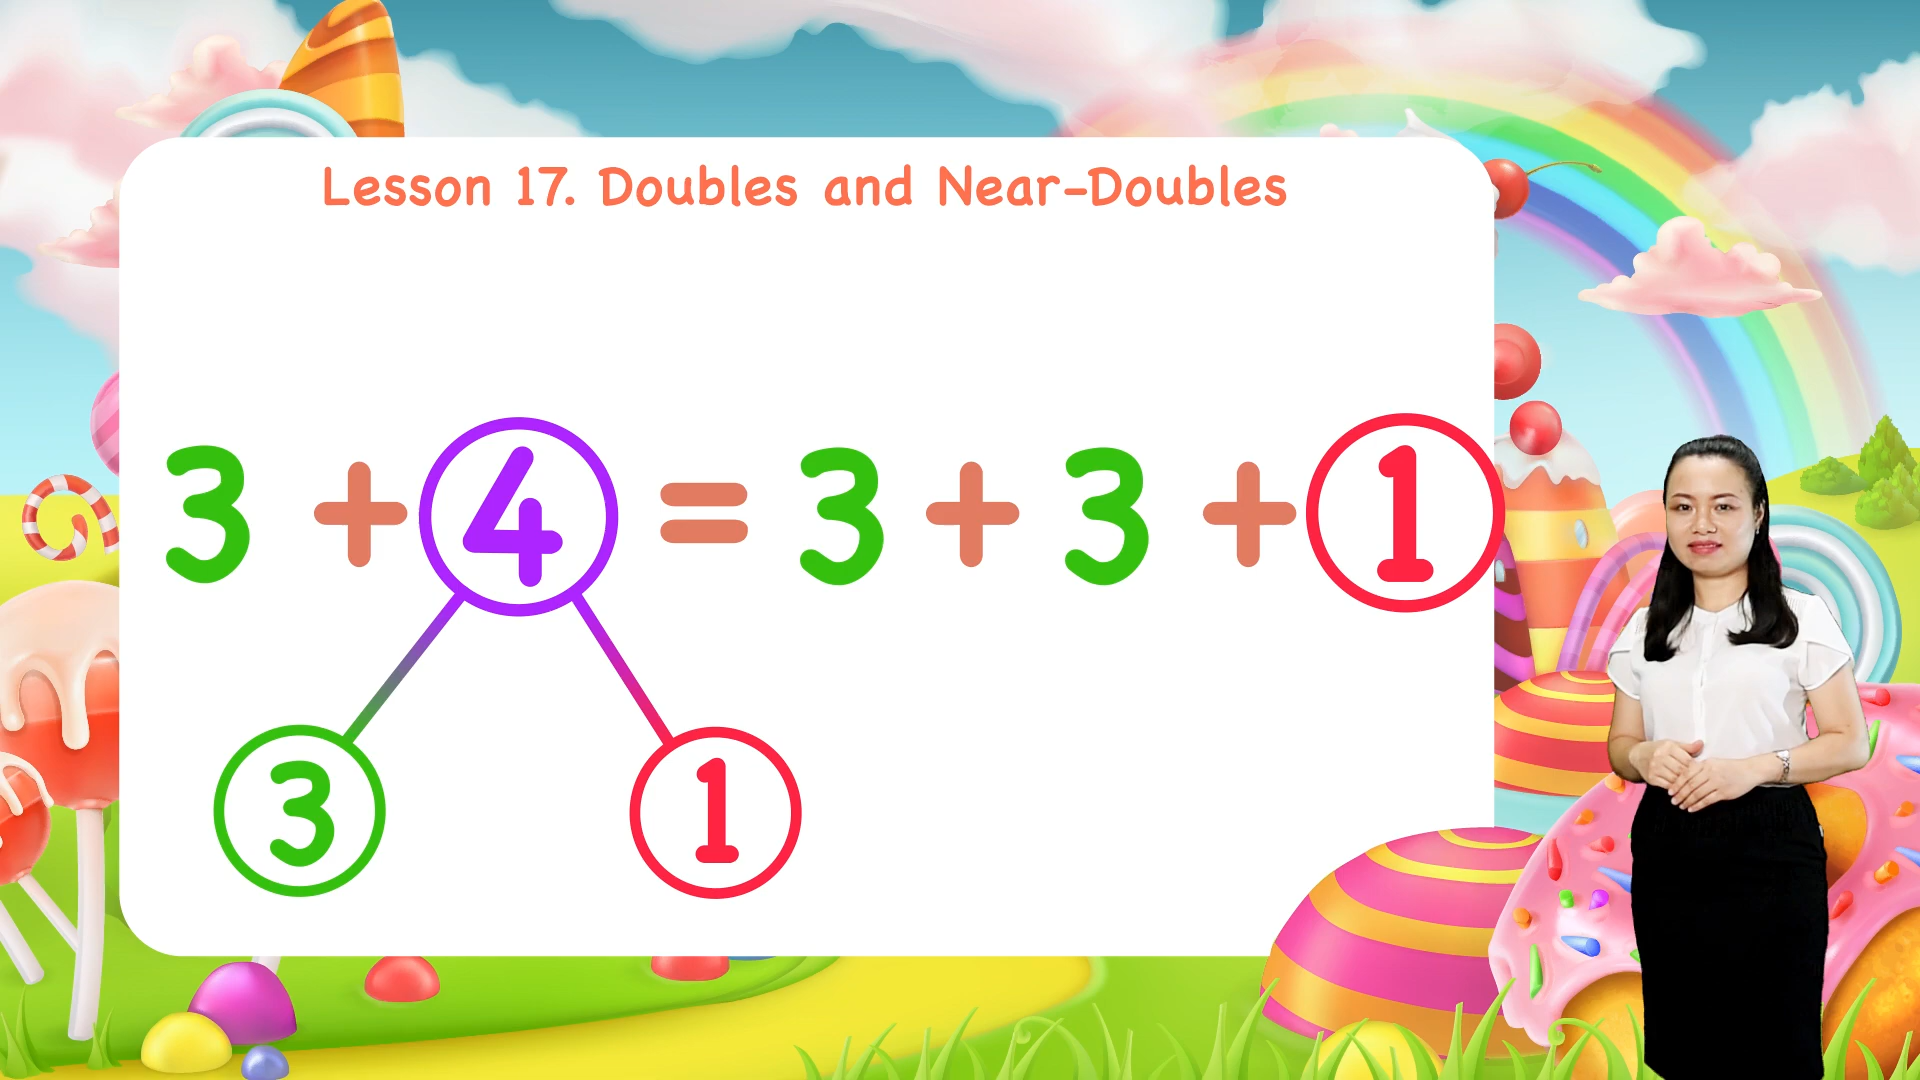 Lesson 17. Doubles and Near-Doubles
3 + 4 = 3 + 3 + 1
3 1